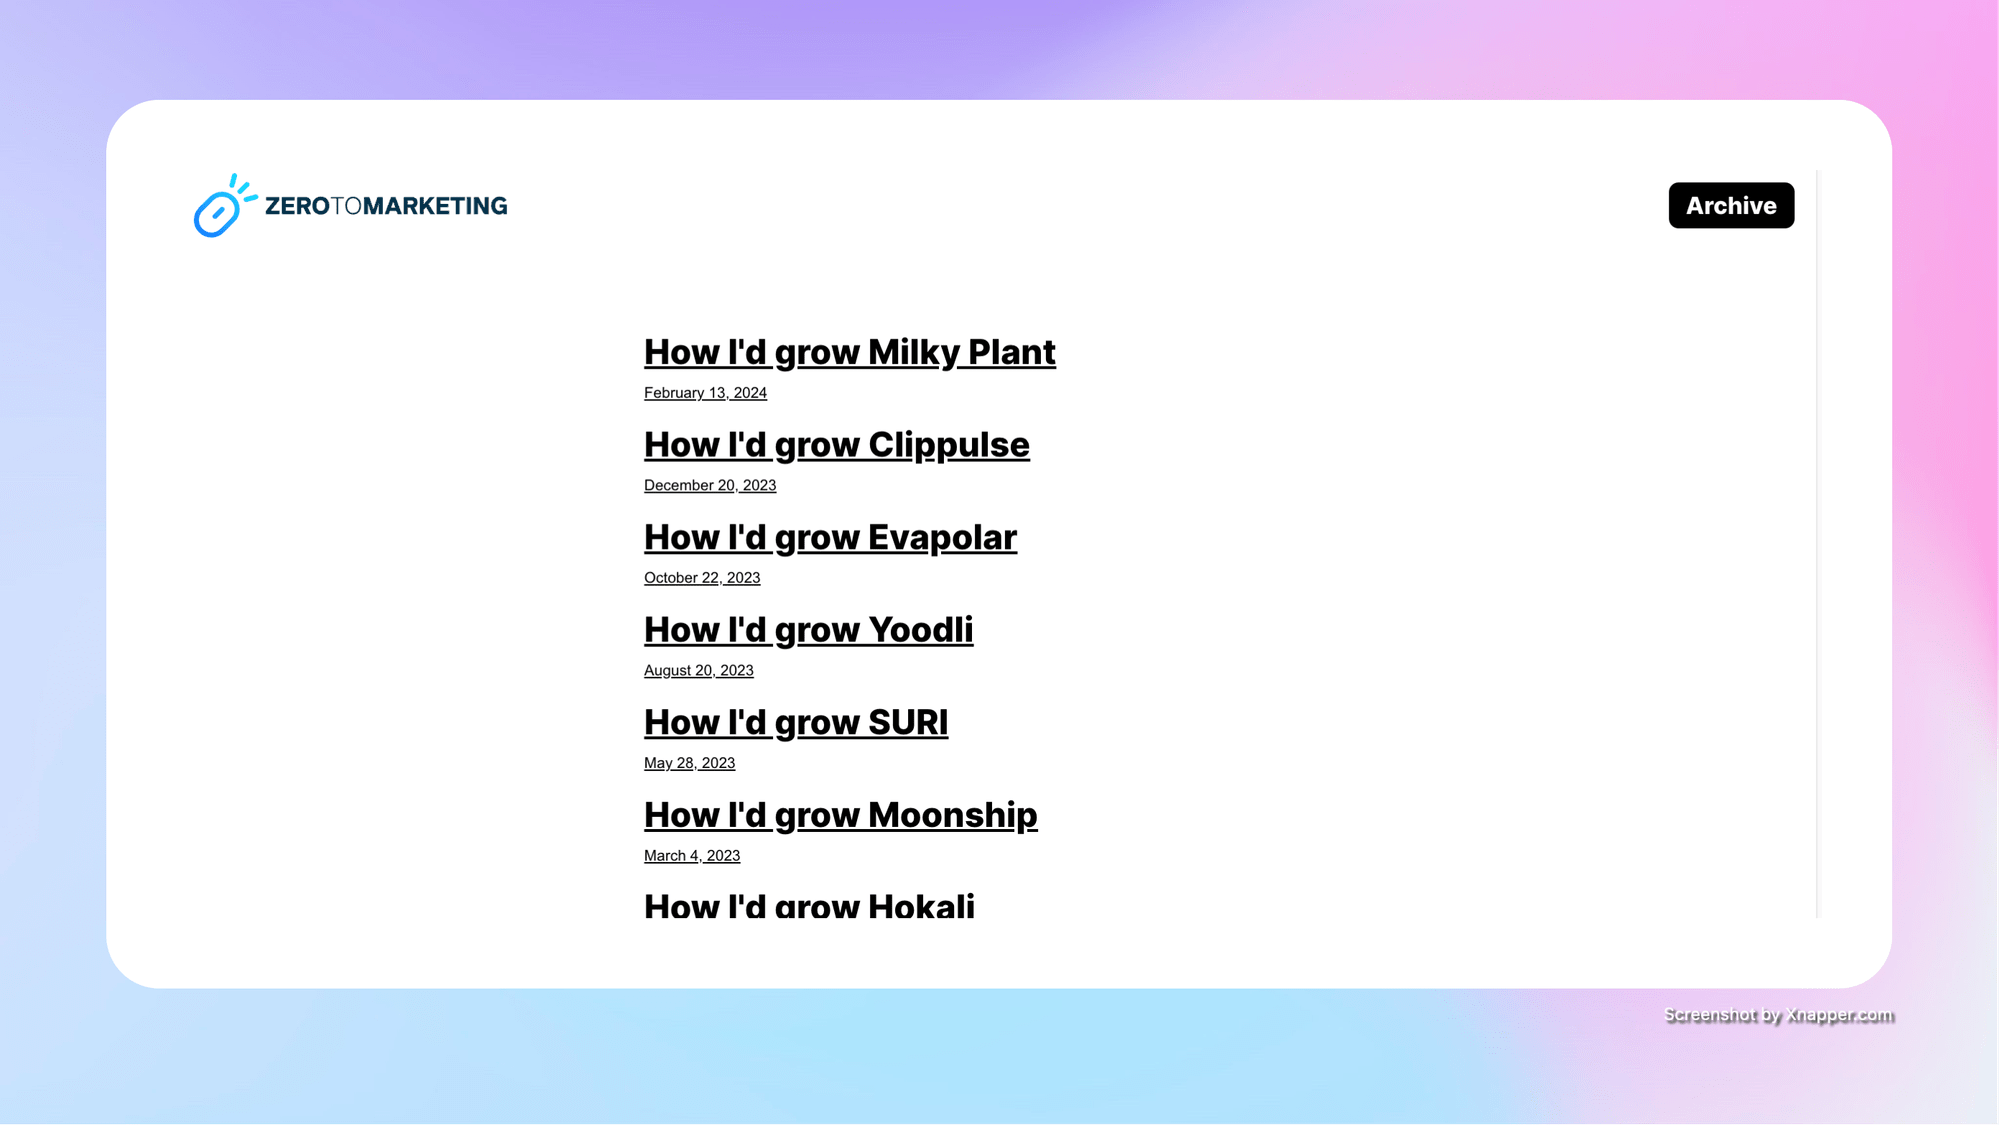 ZEROTOMARKETING
Archive
How I'd grow Milky Plant
February 13, 2024
How I'd grow Clippulse
December 20, 2023
How I'd grow Evapolar
October 22, 2023
How I'd grow Yoodli
August 20, 2023
How I'd grow SURI
May 28, 2023
How I'd grow Moonship
March 4, 2023
How I'd grow Hokali
Screenshot by Xnapper.com